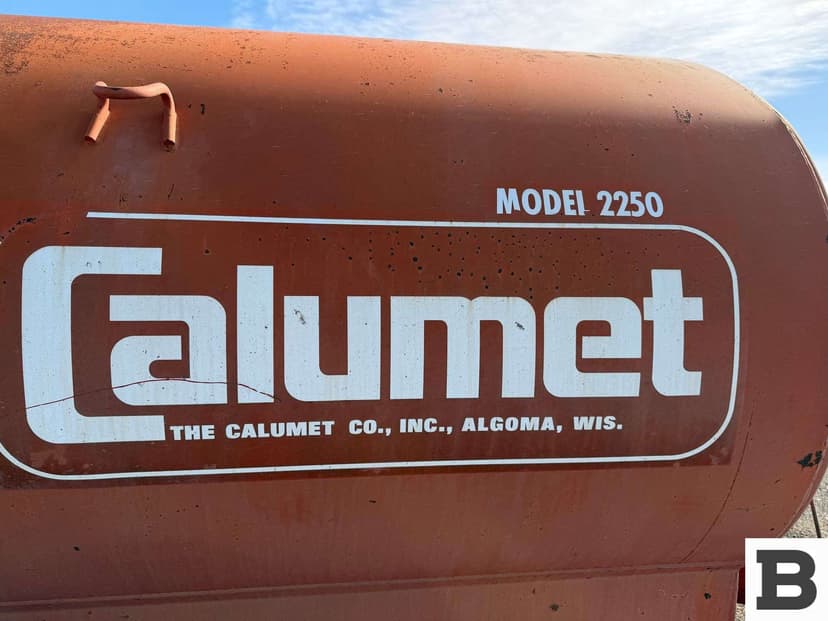 MODEL 2250
Calumet
THE CALUMET CO., INC., ALGOMA, WIS.
B